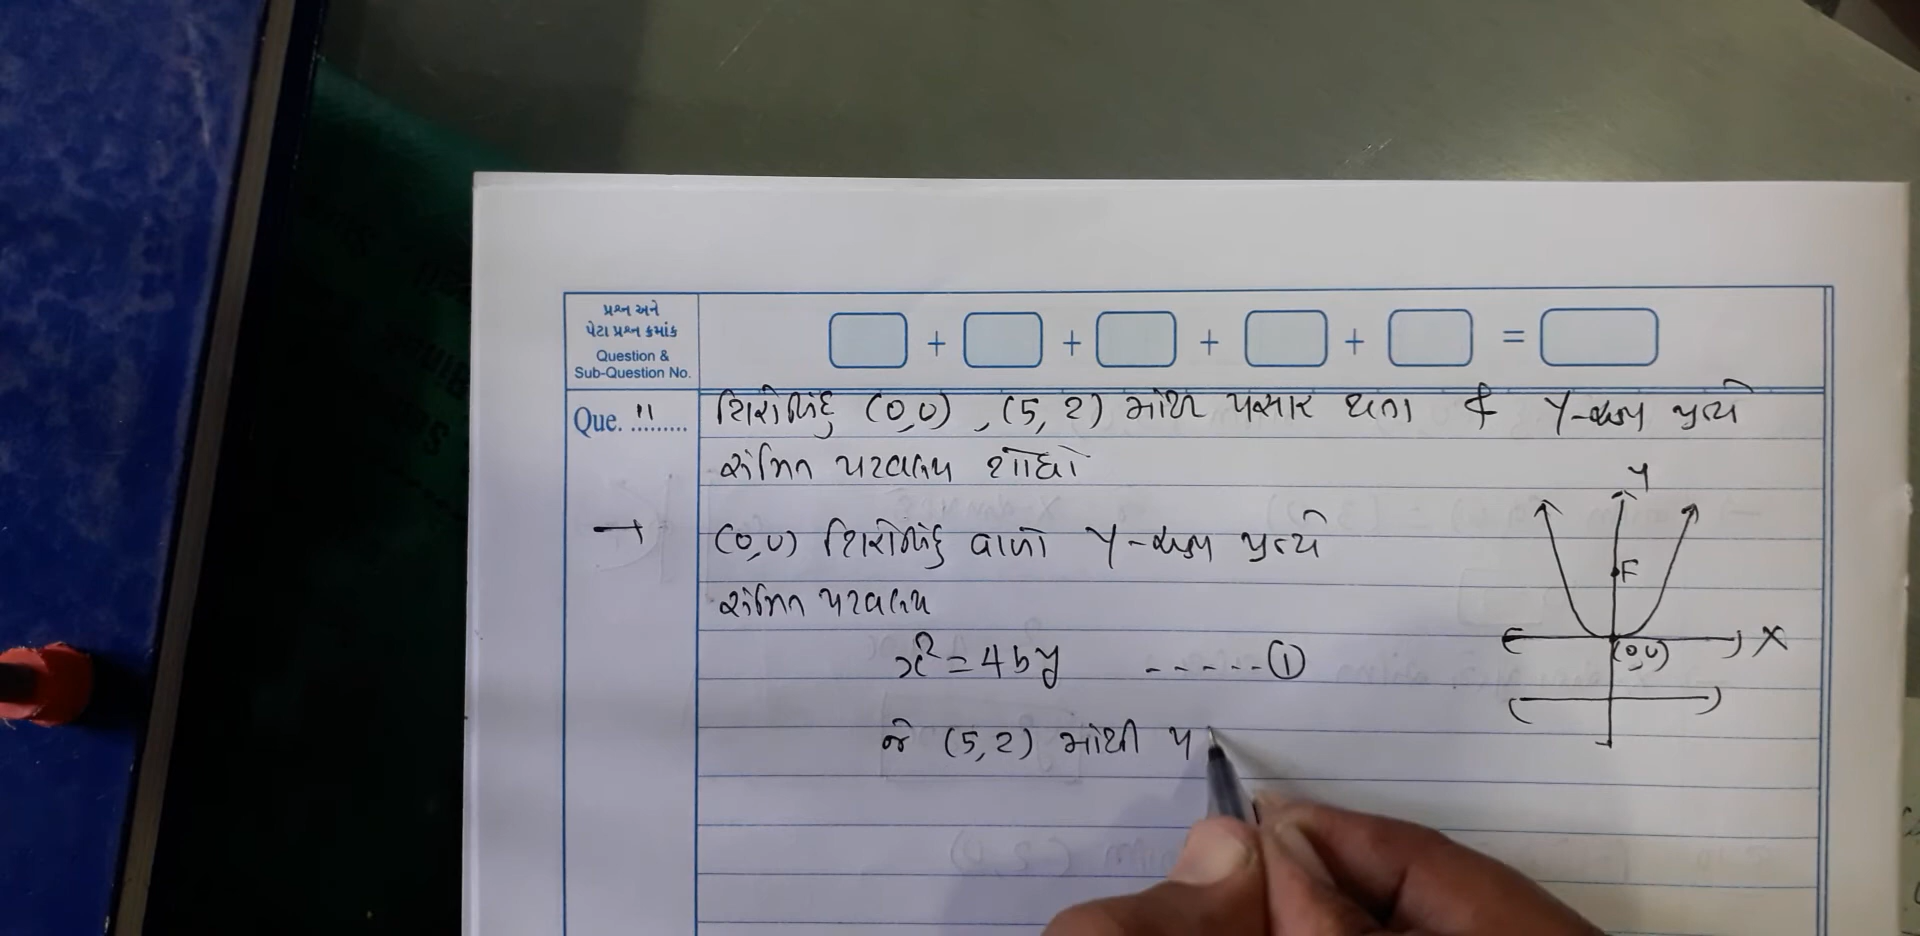 પ્રશ્ન અને
પેટા પ્રશ્ન ક્રમાંક
Question &
Sub-Question No.
+ + + + =
Que. 11
શિરોબિંદુ (0,0), (5,2) માંથી પસાર થતા ને Y-અક્ષ પ્રત્યે
સંમિત પરવલય શોધો
→ (0,0) શિરોબિંદુ વાળો Y-અક્ષ પ્રત્યે
સંમિત પરવલય
x² = 4by -----①
જે (5,2) માંથી પ
Y
F
X
(0,0)